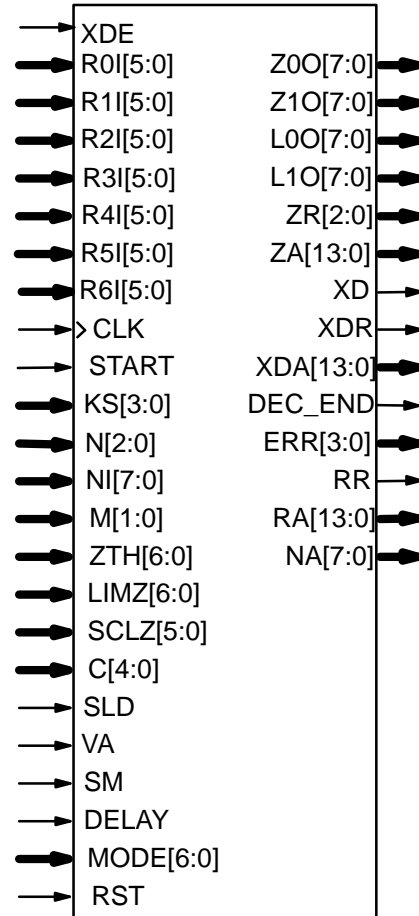 XDE
R0I[5:0]
R1I[5:0]
R2I[5:0]
R3I[5:0]
R4I[5:0]
R5I[5:0]
R6I[5:0]
CLK
START
KS[3:0]
N[2:0]
NI[7:0]
M[1:0]
ZTH[6:0]
LIMZ[6:0]
SCLZ[5:0]
C[4:0]
SLD
VA
SM
DELAY
MODE[6:0]
RST
Z0O[7:0]
Z1O[7:0]
L0O[7:0]
L1O[7:0]
ZR[2:0]
ZA[13:0]
XD
XDR
XDA[13:0]
DEC_END
ERR[3:0]
RR
RA[13:0]
NA[7:0]